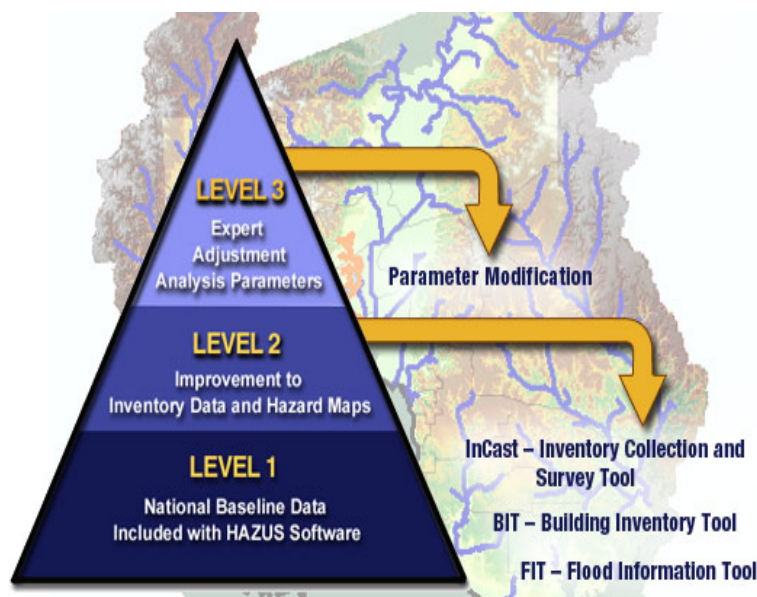 LEVEL 3
Expert
Adjustment
Analysis Parameters
Parameter Modification
LEVEL 2
Improvement to
Inventory Data and Hazard Maps
InCast – Inventory Collection and
Survey Tool
BIT – Building Inventory Tool
FIT – Flood Information Tool
LEVEL 1
National Baseline Data
Included with HAZUS Software